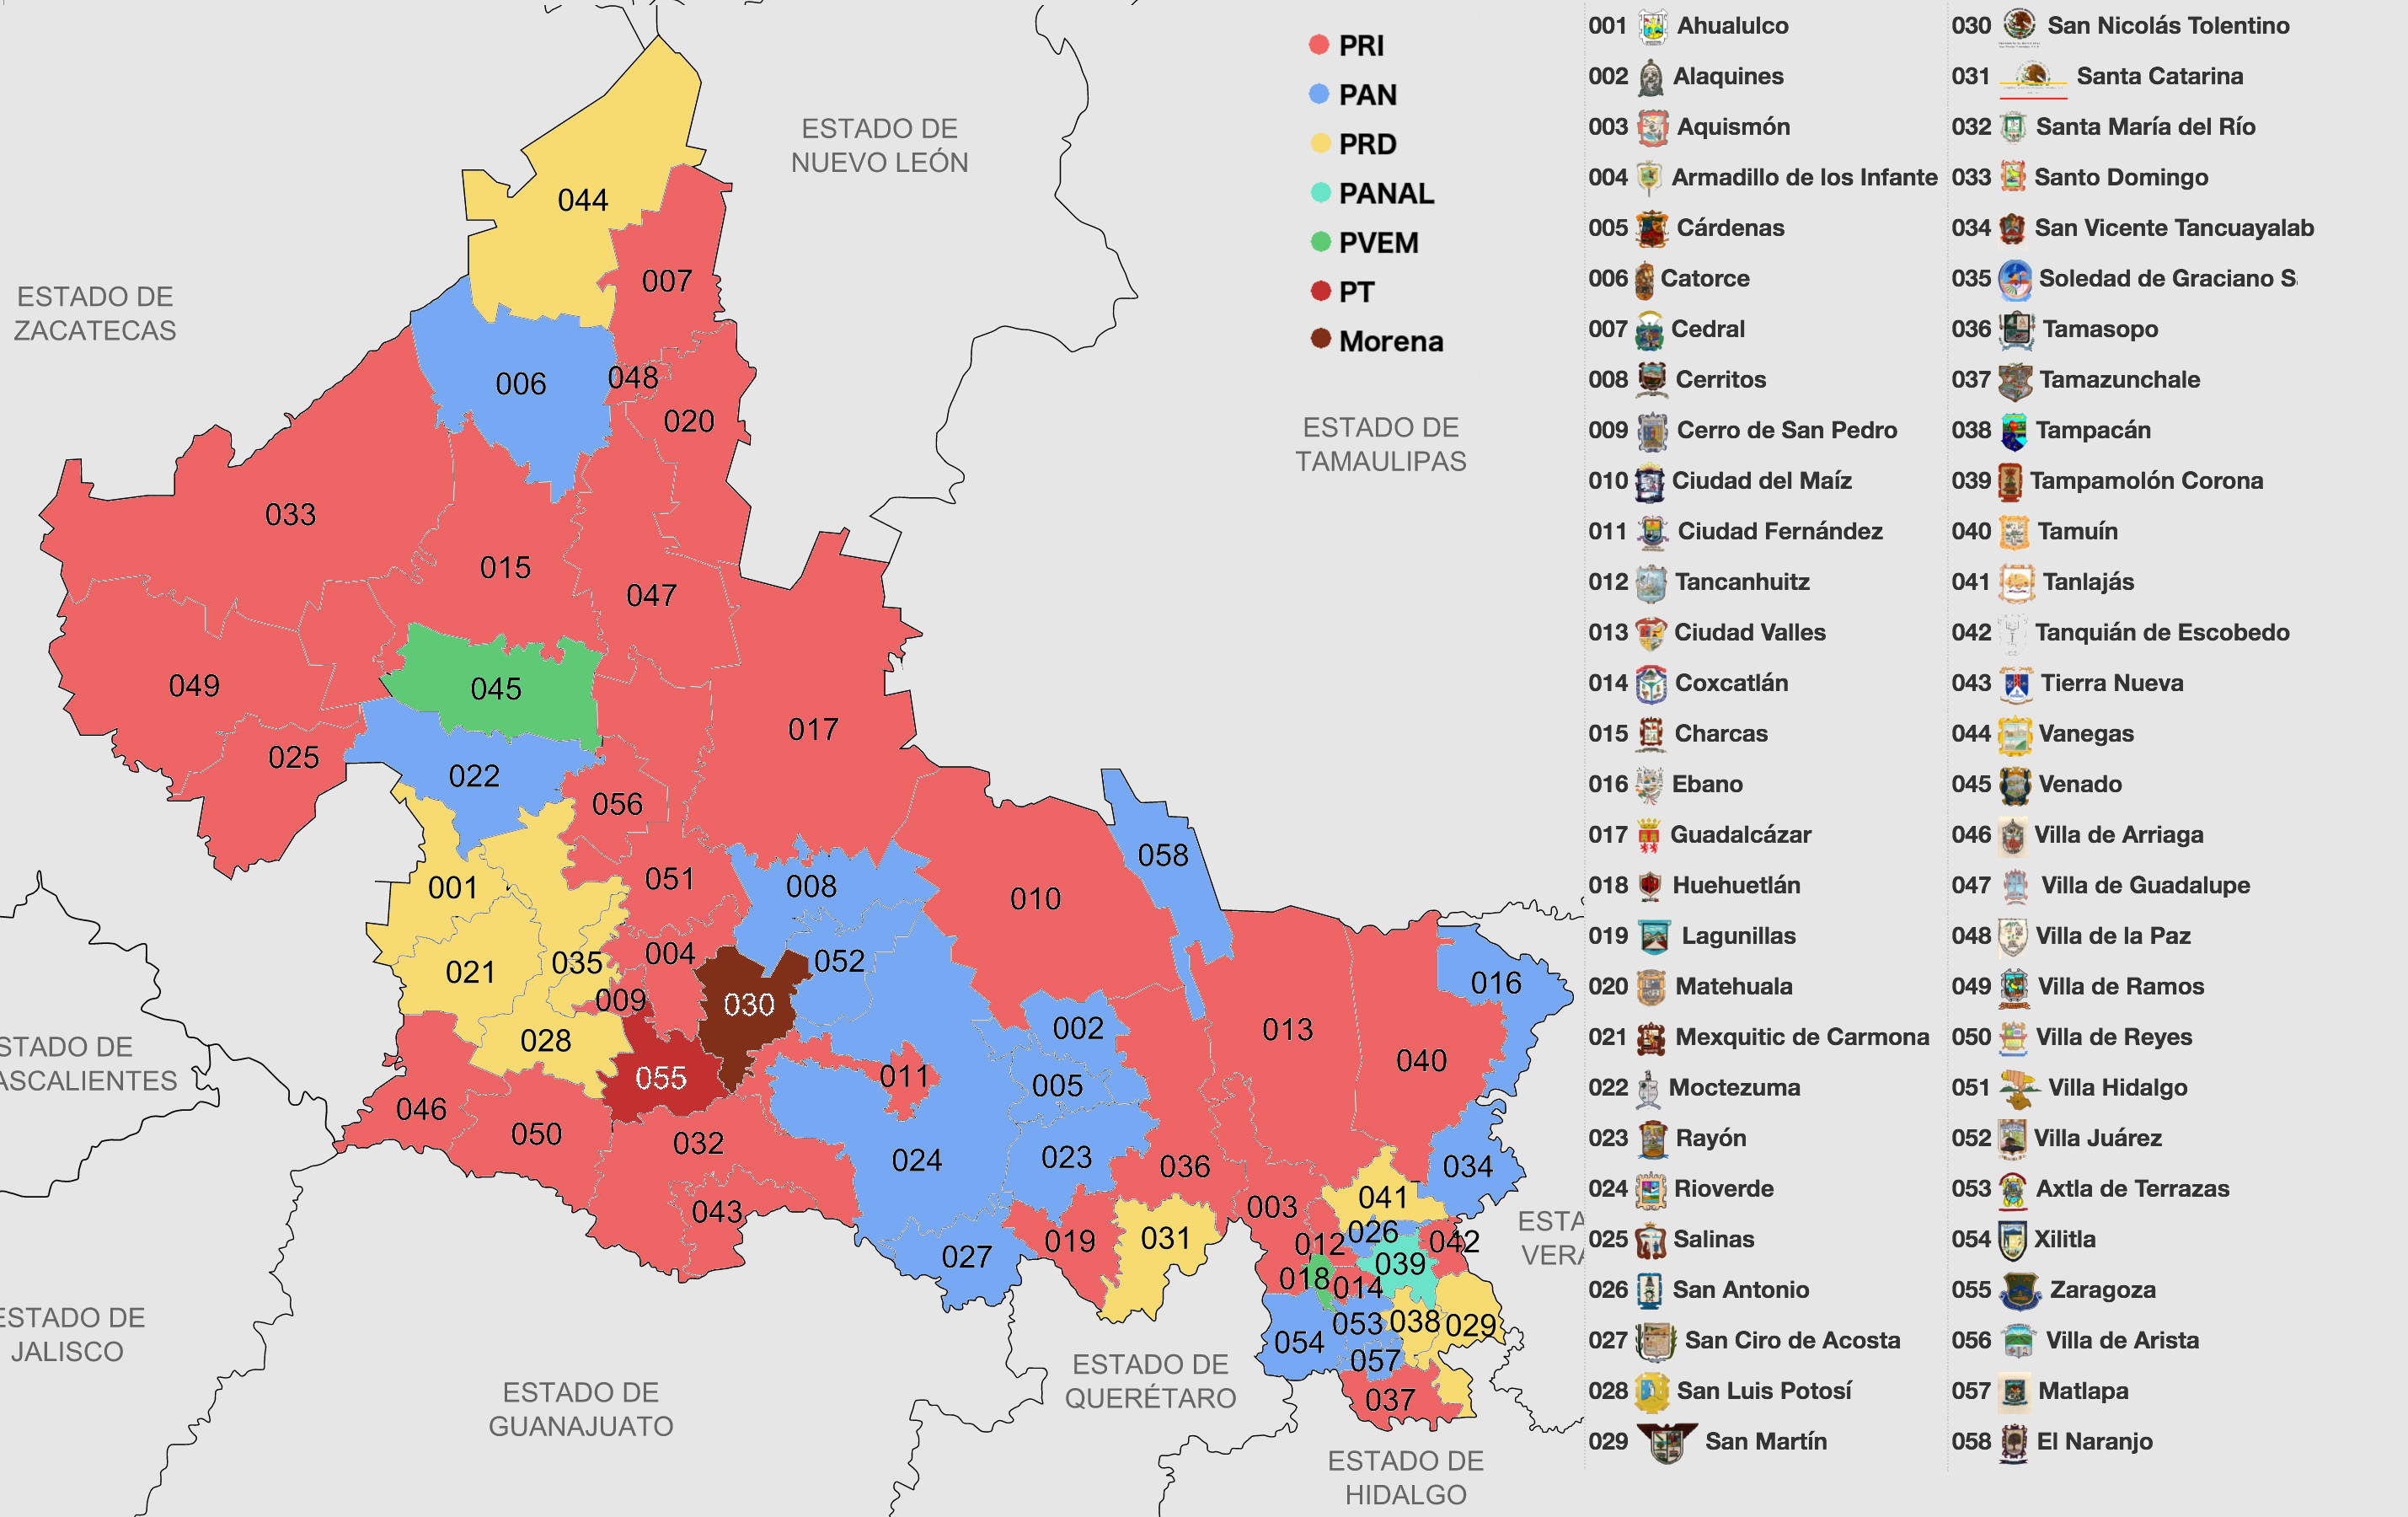 ESTADO DE
NUEVO LEÓN
ESTADO DE
ZACATECAS
ESTADO DE
TAMAULIPAS
STADO DE
ASCALIENTES
ESTADO DE
JALISCO
ESTADO DE
GUANAJUATO
ESTADO DE
QUERÉTARO
ESTADO DE
HIDALGO
ESTA
VERA
044
007
006
048
020
033
015
047
049
045
017
025
022
056
058
001
051
008
010
021
035
004
052
016
009
030
028
002
013
055
011
005
040
046
050
032
024
023
036
034
043
003
041
027
019
031
012
026
042
018
039
014
054
053
038
029
057
037
PRI
PAN
PRD
PANAL
PVEM
PT
Morena
001 Ahualulco
002 Alaquines
003 Aquismón
004 Armadillo de los Infante
005 Cárdenas
006 Catorce
007 Cedral
008 Cerritos
009 Cerro de San Pedro
010 Ciudad del Maíz
011 Ciudad Fernández
012 Tancanhuitz
013 Ciudad Valles
014 Coxcatlán
015 Charcas
016 Ebano
017 Guadalcázar
018 Huehuetlán
019 Lagunillas
020 Matehuala
021 Mexquitic de Carmona
022 Moctezuma
023 Rayón
024 Rioverde
025 Salinas
026 San Antonio
027 San Ciro de Acosta
028 San Luis Potosí
029 San Martín
030 San Nicolás Tolentino
031 Santa Catarina
032 Santa María del Río
033 Santo Domingo
034 San Vicente Tancuayalab
035 Soledad de Graciano S
036 Tamasopo
037 Tamazunchale
038 Tampacán
039 Tampamolón Corona
040 Tamuín
041 Tanlajás
042 Tanquián de Escobedo
043 Tierra Nueva
044 Vanegas
045 Venado
046 Villa de Arriaga
047 Villa de Guadalupe
048 Villa de la Paz
049 Villa de Ramos
050 Villa de Reyes
051 Villa Hidalgo
052 Villa Juárez
053 Axtla de Terrazas
054 Xilitla
055 Zaragoza
056 Villa de Arista
057 Matlapa
058 El Naranjo